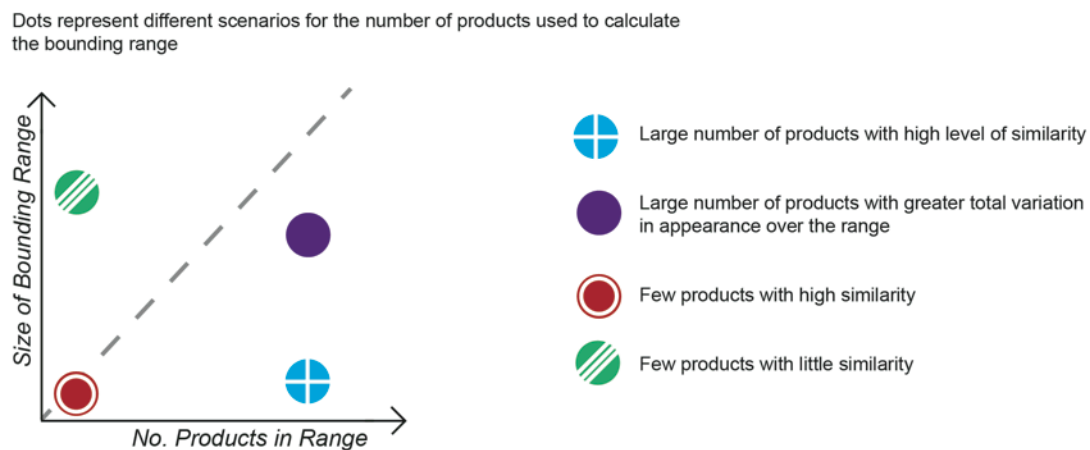 Dots represent different scenarios for the number of products used to calculate
the bounding range
Size of Bounding Range
No. Products in Range
Large number of products with high level of similarity
Large number of products with greater total variation
in appearance over the range
Few products with high similarity
Few products with little similarity